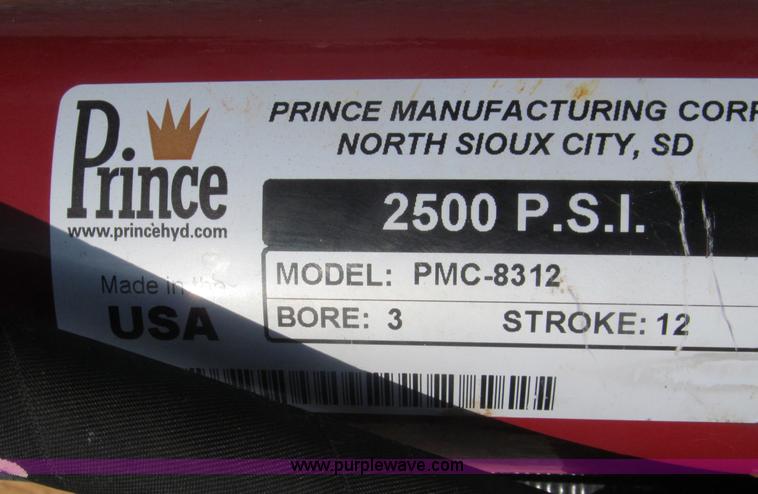 Prince
www.princehyd.com
Made in the
USA
PRINCE MANUFACTURING CORP
NORTH SIOUX CITY, SD
2500 P.S.I.
MODEL: PMC-8312
BORE: 3 STROKE: 12
www.purplewave.com